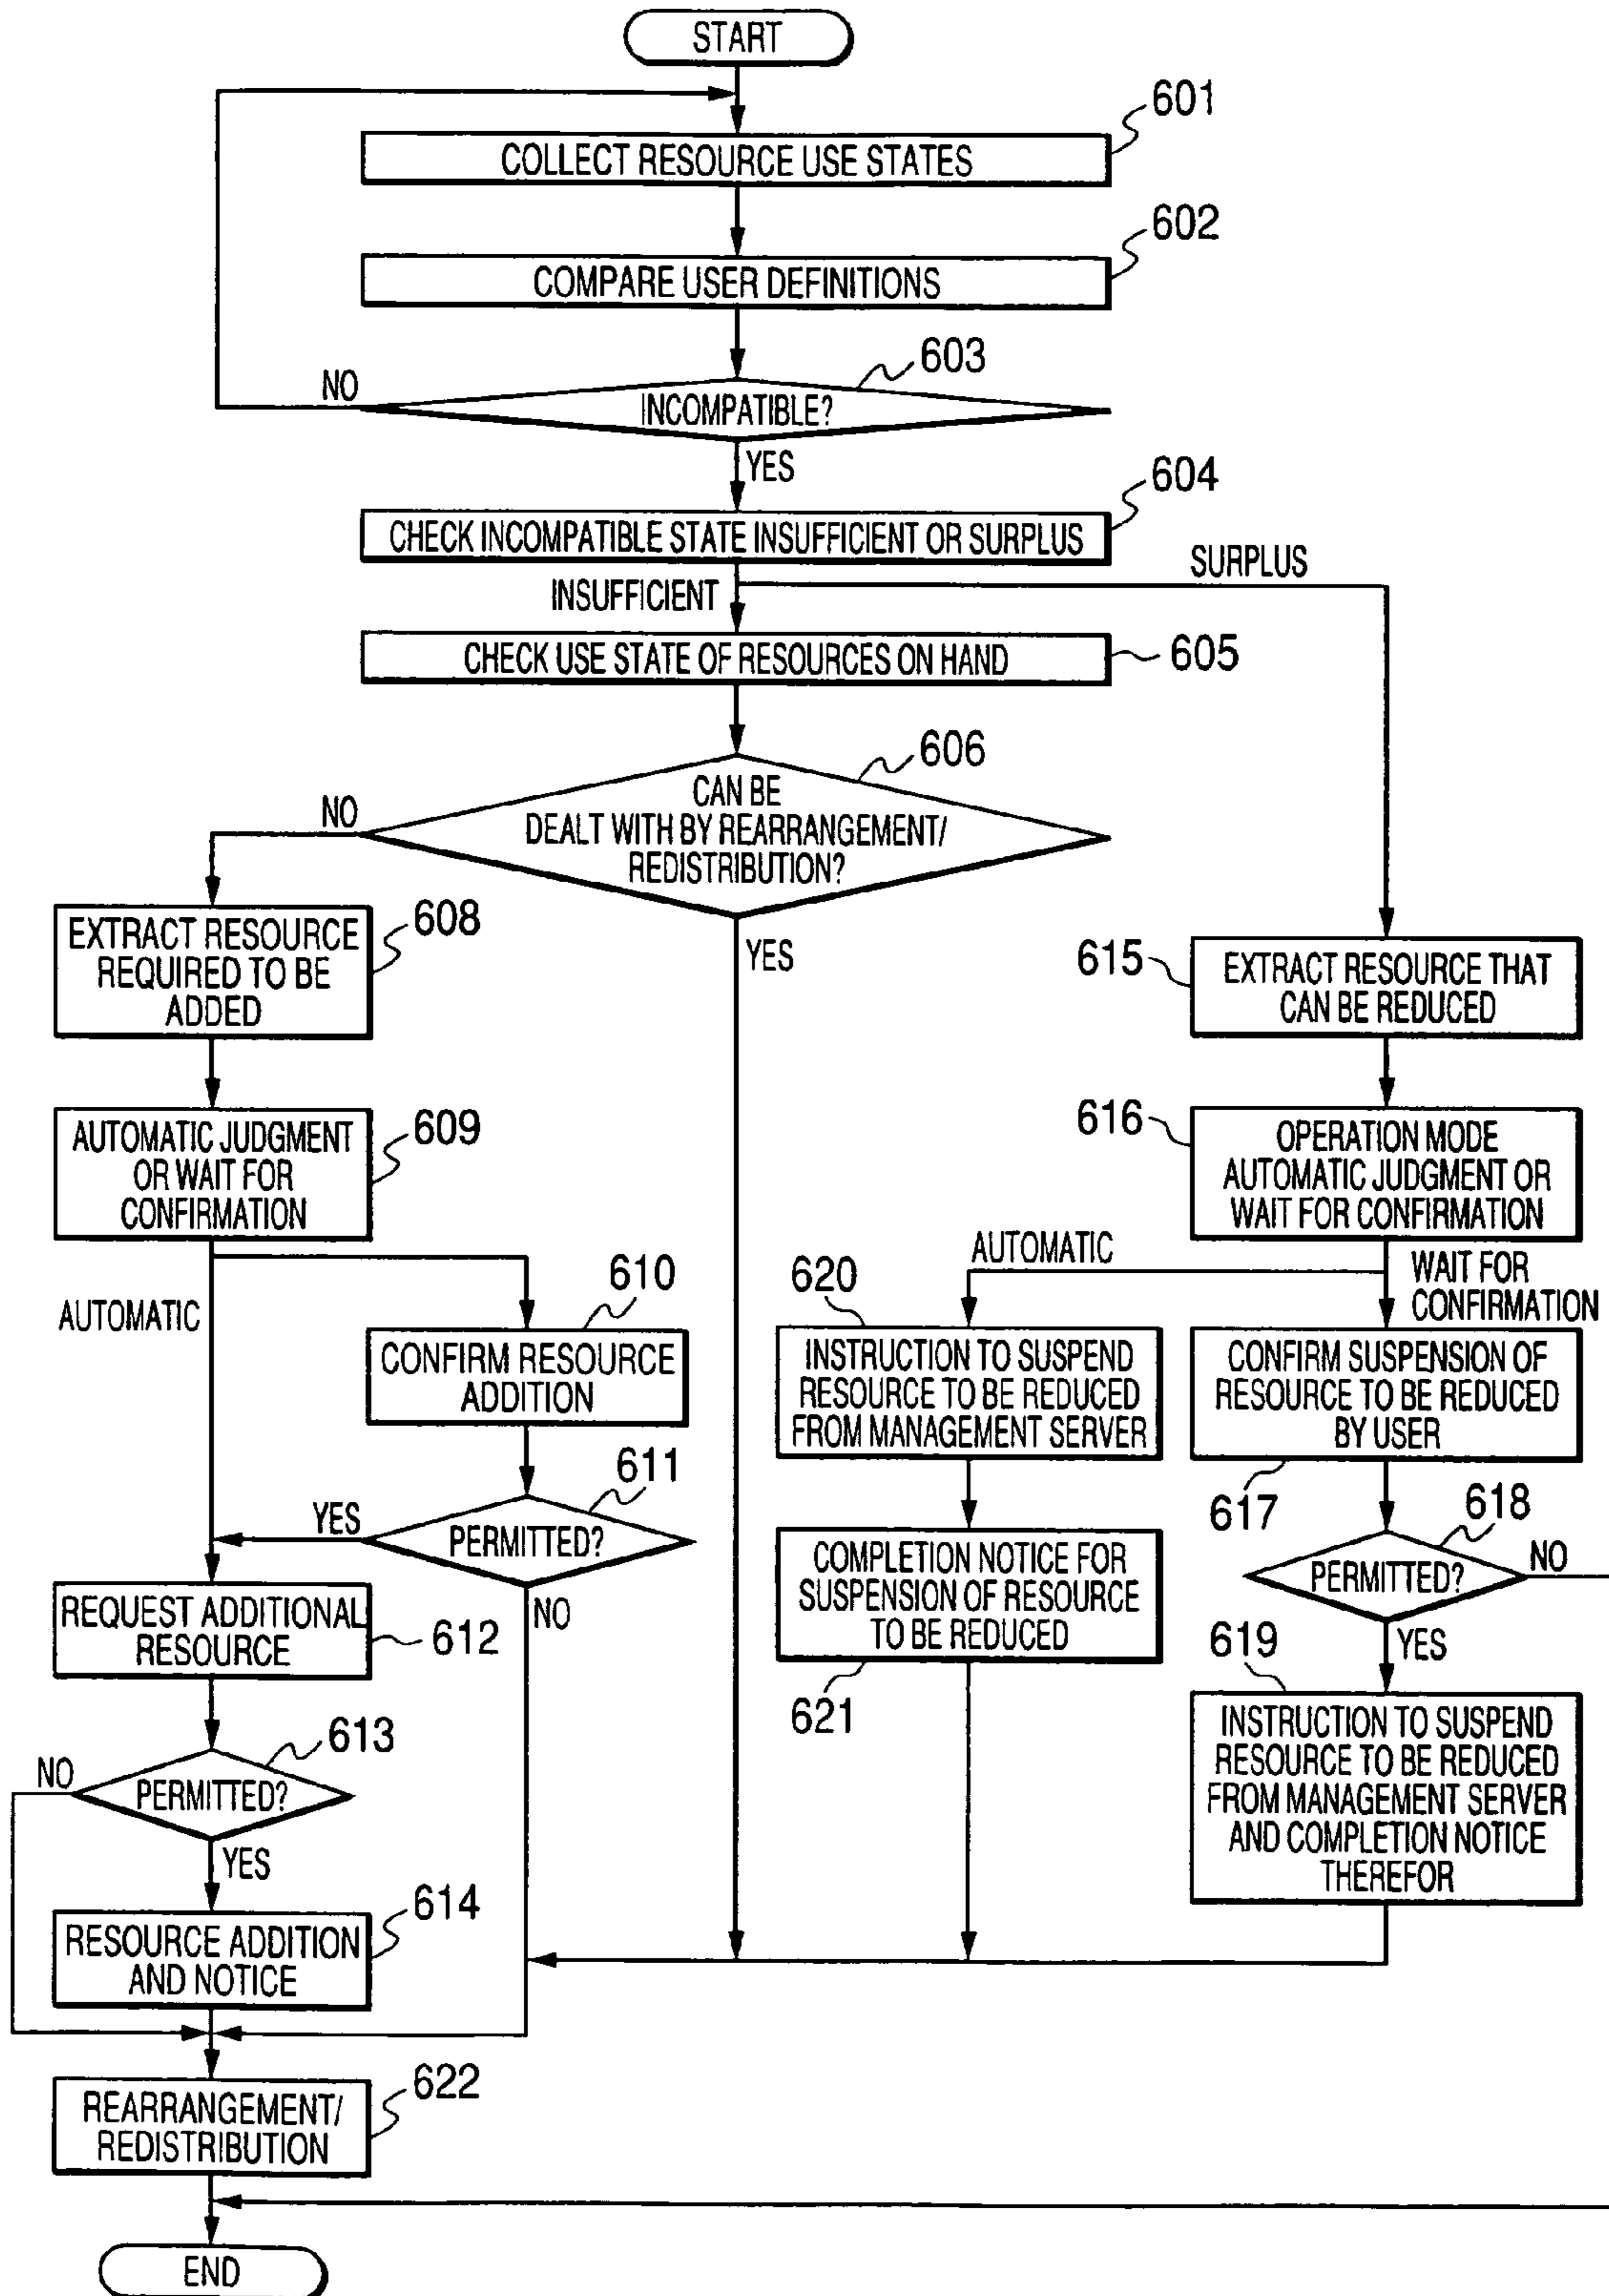 START
601
COLLECT RESOURCE USE STATES
602
COMPARE USER DEFINITIONS
603
NO
INCOMPATIBLE?
YES
604
CHECK INCOMPATIBLE STATE INSUFFICIENT OR SURPLUS
SURPLUS
INSUFFICIENT
CHECK USE STATE OF RESOURCES ON HAND
605
606
NO
CAN BE
DEALT WITH BY REARRANGEMENT/
REDISTRIBUTION?
YES
EXTRACT RESOURCE
REQUIRED TO BE
ADDED
608
615
EXTRACT RESOURCE THAT
CAN BE REDUCED
AUTOMATIC JUDGMENT
OR WAIT FOR
CONFIRMATION
609
616
OPERATION MODE
AUTOMATIC JUDGMENT OR
WAIT FOR CONFIRMATION
AUTOMATIC
610
CONFIRM RESOURCE
ADDITION
AUTOMATIC
WAIT FOR
CONFIRMATION
620
INSTRUCTION TO SUSPEND
RESOURCE TO BE REDUCED
FROM MANAGEMENT SERVER
CONFIRM SUSPENSION OF
RESOURCE TO BE REDUCED
BY USER
617
611
YES
PERMITTED?
NO
COMPLETION NOTICE FOR
SUSPENSION OF RESOURCE
TO BE REDUCED
621
618
PERMITTED?
NO
YES
REQUEST ADDITIONAL
RESOURCE
612
619
INSTRUCTION TO SUSPEND
RESOURCE TO BE REDUCED
FROM MANAGEMENT SERVER
AND COMPLETION NOTICE
THEREFOR
613
NO
PERMITTED?
YES
614
RESOURCE ADDITION
AND NOTICE
622
REARRANGEMENT/
REDISTRIBUTION
END